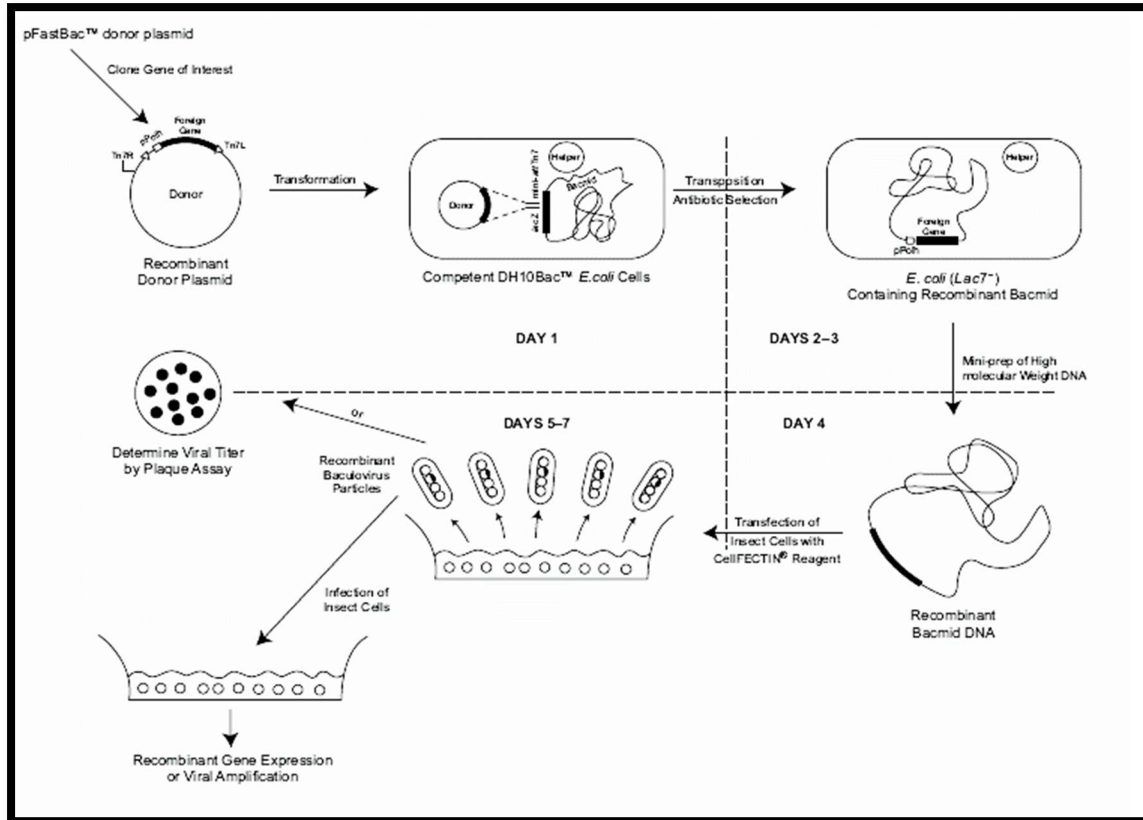 pFastBac™ donor plasmid
Clone Gene of Interest
Foreign
Gene
pPolh
Tn7R
Tn7L
Donor
Recombinant
Donor Plasmid
Transformation
Helper
Donor
lacZ
mini-attTn7
Bacmid
Competent DH10Bac™ E.coli Cells
Transposition
Antibiotic Selection
Helper
Foreign
Gene
pPolh
E. coli (Lac7⁻)
Containing Recombinant Bacmid
DAY 1
DAYS 2–3
Mini-prep of High
molecular Weight DNA
Determine Viral Titer
by Plaque Assay
or
DAYS 5–7
DAY 4
Recombinant
Baculovirus
Particles
Transfection of
Insect Cells with
CellFECTIN® Reagent
Recombinant
Bacmid DNA
Infection of
Insect Cells
Recombinant Gene Expression
or Viral Amplification